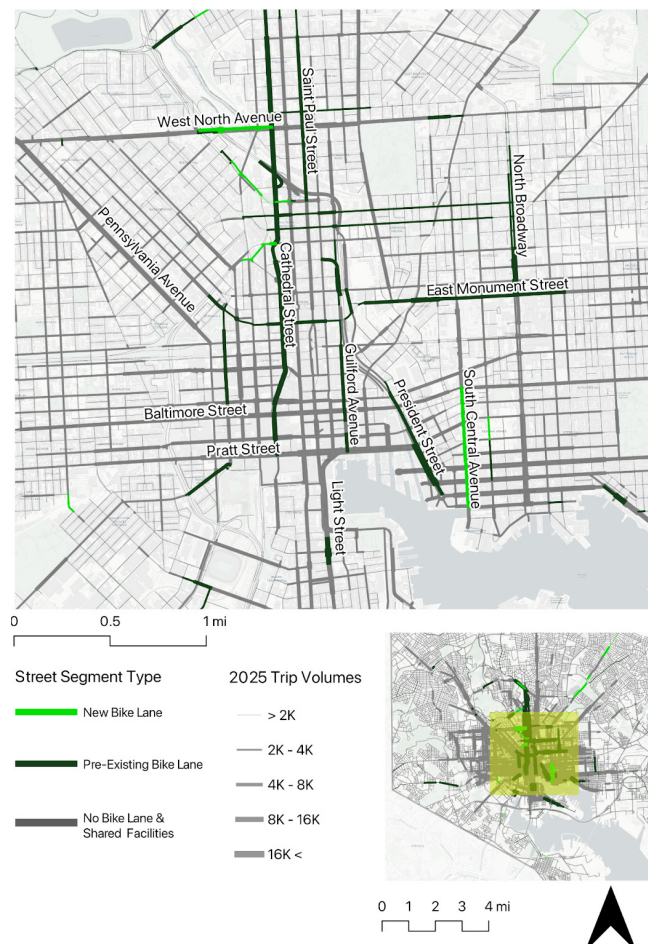 Saint Paul Street
West North Avenue
North Broadway
Pennsylvania Avenue
Cathedral Street
East Monument Street
Guilford Avenue
President Street
South Central Avenue
Baltimore Street
Pratt Street
Light Street
0 0.5 1 mi
Street Segment Type
New Bike Lane
Pre-Existing Bike Lane
No Bike Lane &
Shared Facilities
2025 Trip Volumes
> 2K
2K - 4K
4K - 8K
8K - 16K
16K <
0 1 2 3 4 mi